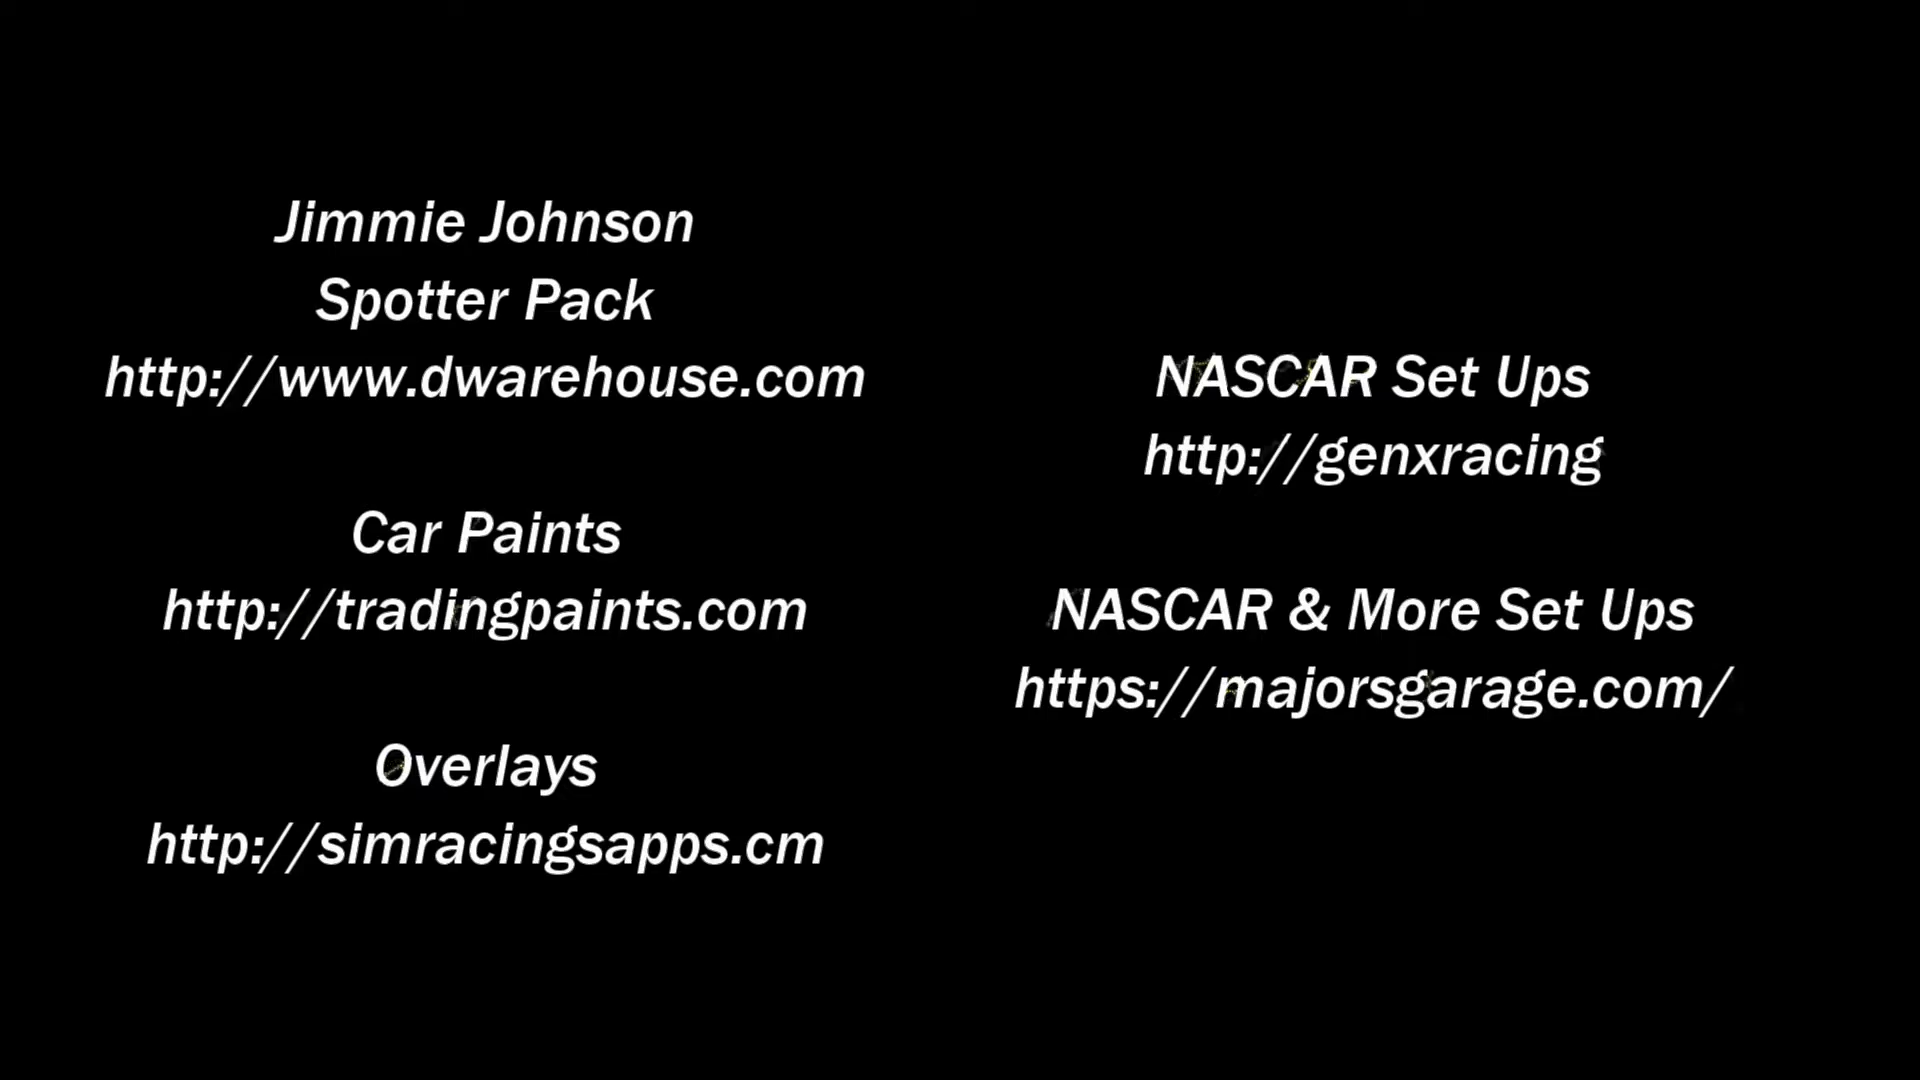 Jimmie Johnson
Spotter Pack
http://www.dwarehouse.com
Car Paints
http://tradingpaints.com
Overlays
http://simracingsapps.cm
NASCAR Set Ups
http://genxracing
NASCAR & More Set Ups
https://majorsgarage.com/